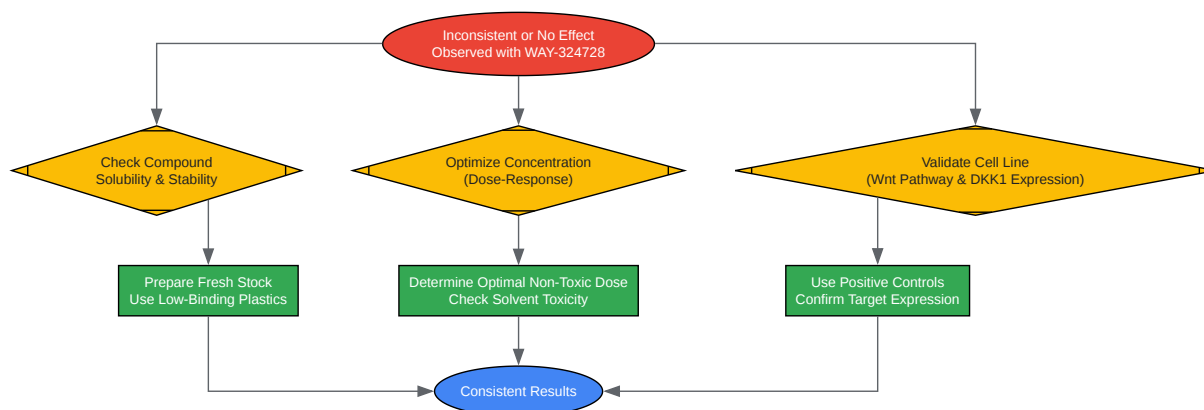 Inconsistent or No Effect
Observed with WAY-324728
Check Compound
Solubility & Stability
Optimize Concentration
(Dose-Response)
Validate Cell Line
(Wnt Pathway & DKK1 Expression)
Prepare Fresh Stock
Use Low-Binding Plastics
Determine Optimal Non-Toxic Dose
Check Solvent Toxicity
Use Positive Controls
Confirm Target Expression
Consistent Results